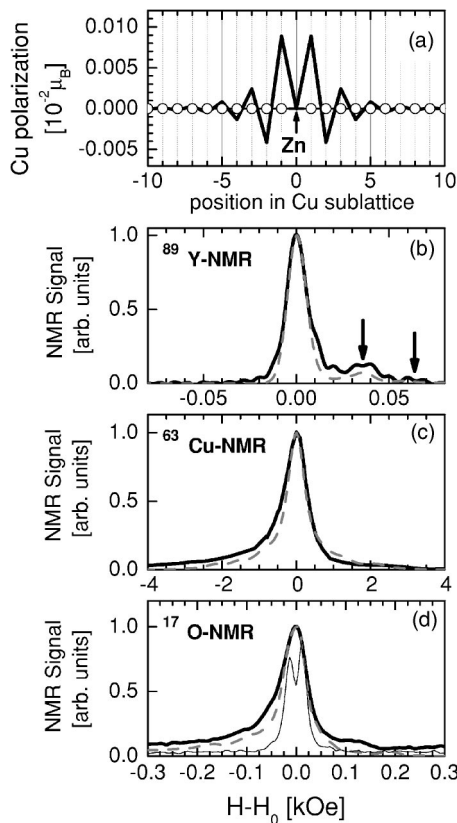 0.010
0.005
0.000
-0.005
Cu polarization
[10⁻²μ_B]
(a)
Zn
-10 -5 0 5 10
position in Cu sublattice
1.0
0.5
0.0
NMR Signal
[arb. units]
⁸⁹Y-NMR
(b)
-0.05 0.00 0.05
1.0
0.5
0.0
NMR Signal
[arb. units]
⁶³Cu-NMR
(c)
-4 -2 0 2 4
1.0
0.5
0.0
NMR Signal
[arb. units]
¹⁷O-NMR
(d)
-0.3 -0.2 -0.1 0.0 0.1 0.2 0.3
H-H₀ [kOe]